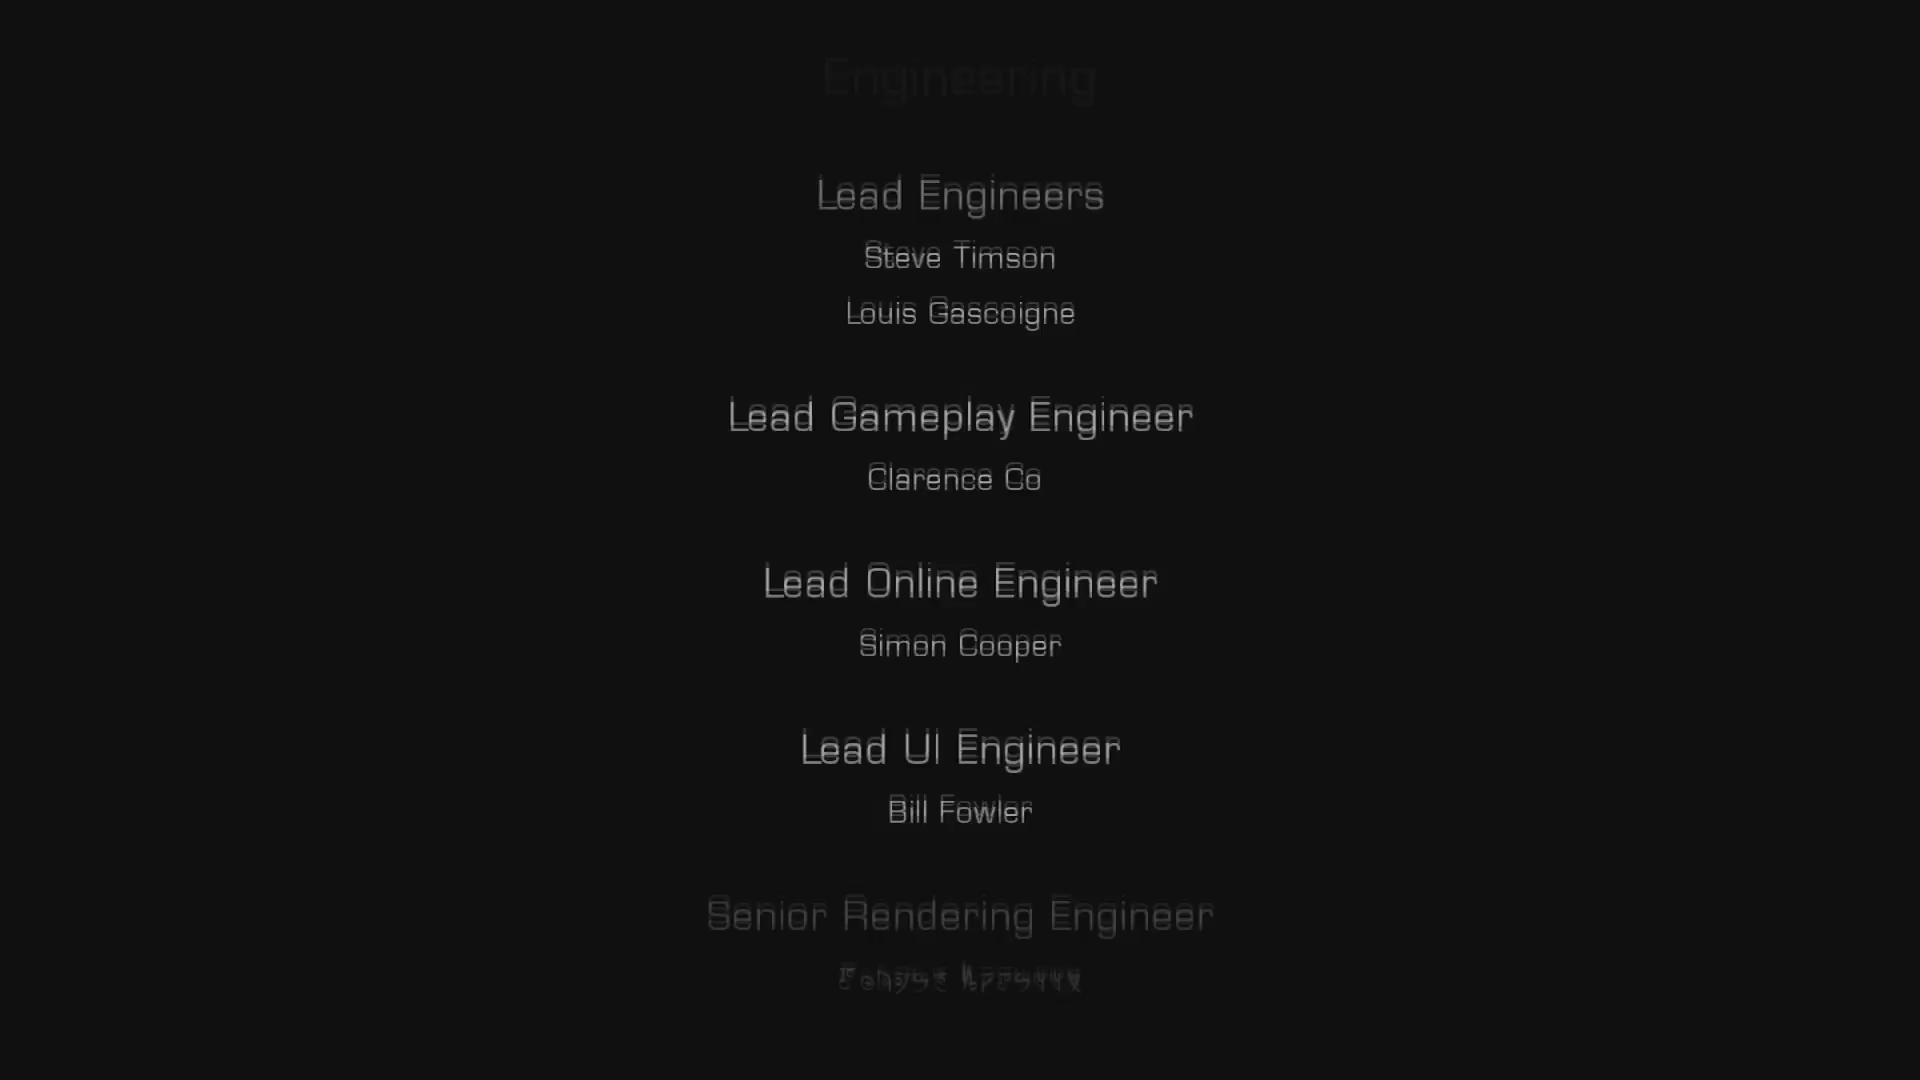 Engineering
Lead Engineers
Steve Timson
Louis Gascoigne
Lead Gameplay Engineer
Clarence Co
Lead Online Engineer
Simon Cooper
Lead UI Engineer
Bill Fowler
Senior Rendering Engineer